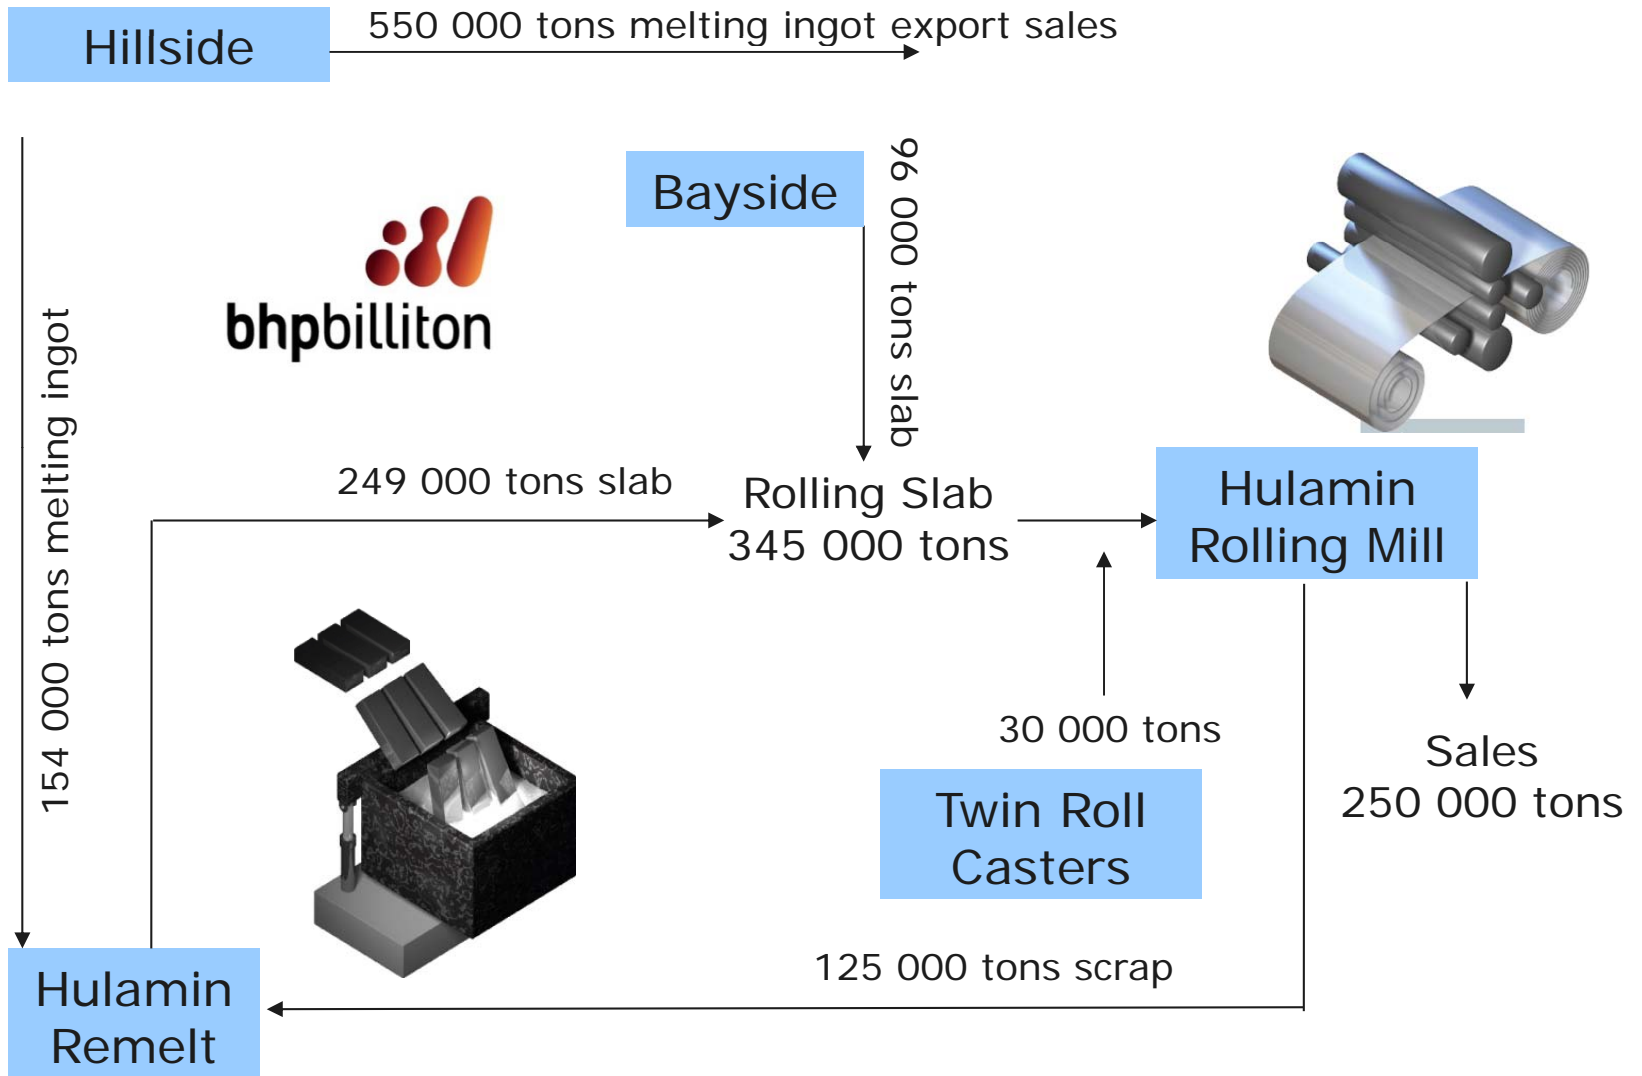 Hillside
550 000 tons melting ingot export sales
Bayside
96 000 tons slab
bhpbilliton
154 000 tons melting ingot
249 000 tons slab
Rolling Slab
345 000 tons
Hulamin
Rolling Mill
30 000 tons
Twin Roll
Casters
Sales
250 000 tons
125 000 tons scrap
Hulamin
Remelt